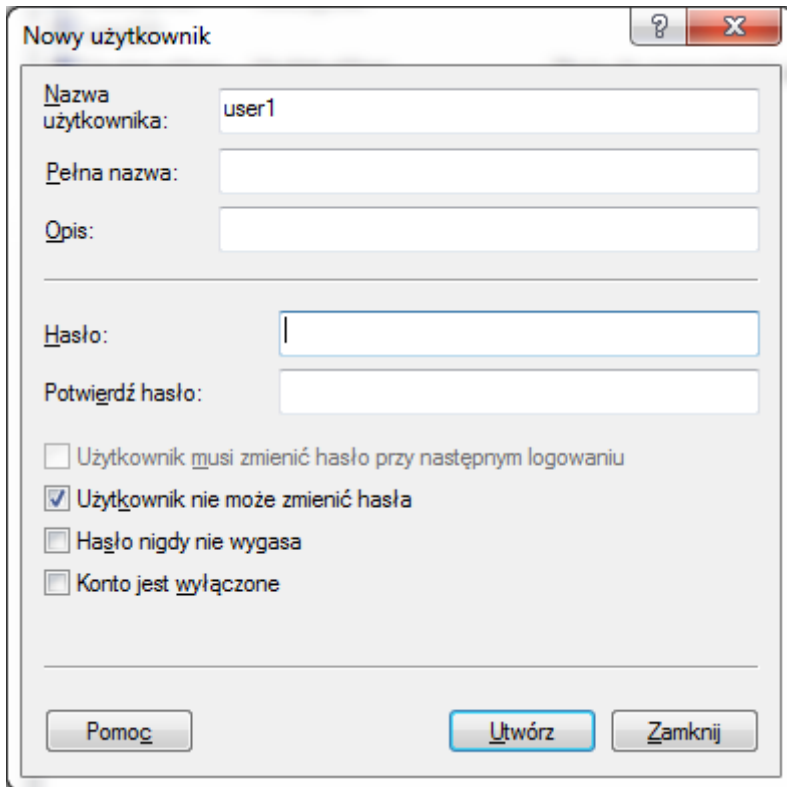 Nowy użytkownik
Nazwa
użytkownika:
user1
Pełna nazwa:
Opis:
Hasło:
Potwierdź hasło:
Użytkownik musi zmienić hasło przy następnym logowaniu
Użytkownik nie może zmienić hasła
Hasło nigdy nie wygasa
Konto jest wyłączone
Pomoc Utwórz Zamknij